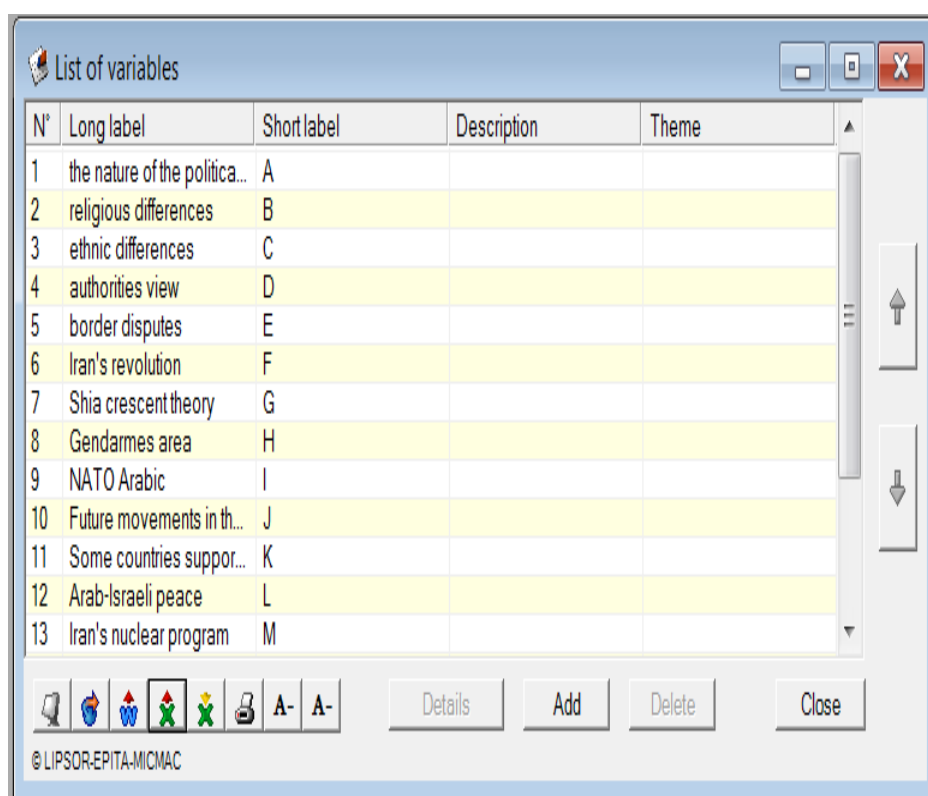 List of variables
N° Long label Short label Description Theme
1 the nature of the politica... A
2 religious differences B
3 ethnic differences C
4 authorities view D
5 border disputes E
6 Iran's revolution F
7 Shia crescent theory G
8 Gendarmes area H
9 NATO Arabic I
10 Future movements in th... J
11 Some countries suppor... K
12 Arab-Israeli peace L
13 Iran's nuclear program M
A- A- Details Add Delete Close
© LIPSOR-EPITA-MICMAC